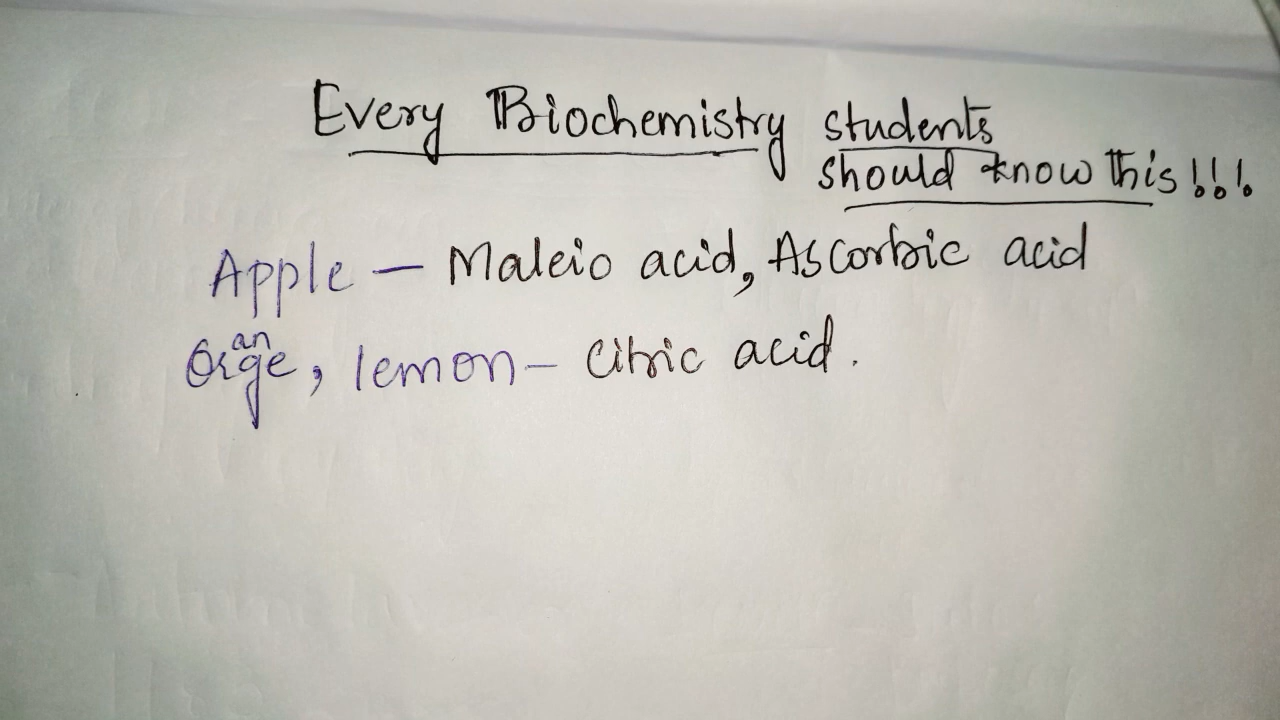 Every Biochemistry students
should know this!!!
Apple – Maleio acid, Ascorbic acid
Orange, lemon – Citric acid.